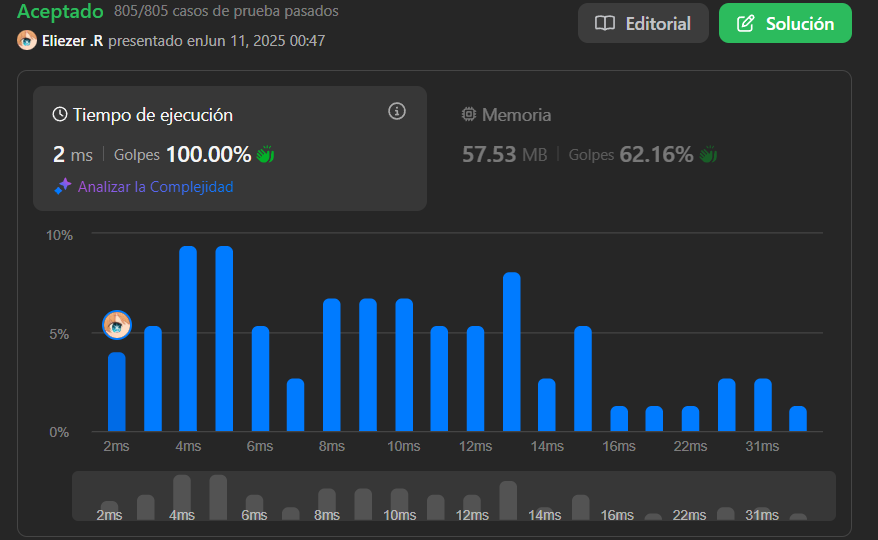 Aceptado 805/805 casos de prueba pasados
Eliezer .R presentado enJun 11, 2025 00:47
Editorial
Solución
Tiempo de ejecución
2 ms | Golpes 100.00%
Analizar la Complejidad
Memoria
57.53 MB | Golpes 62.16%
10%
5%
0%
2ms 4ms 6ms 8ms 10ms 12ms 14ms 16ms 22ms 31ms
2ms 4ms 6ms 8ms 10ms 12ms 14ms 16ms 22ms 31ms